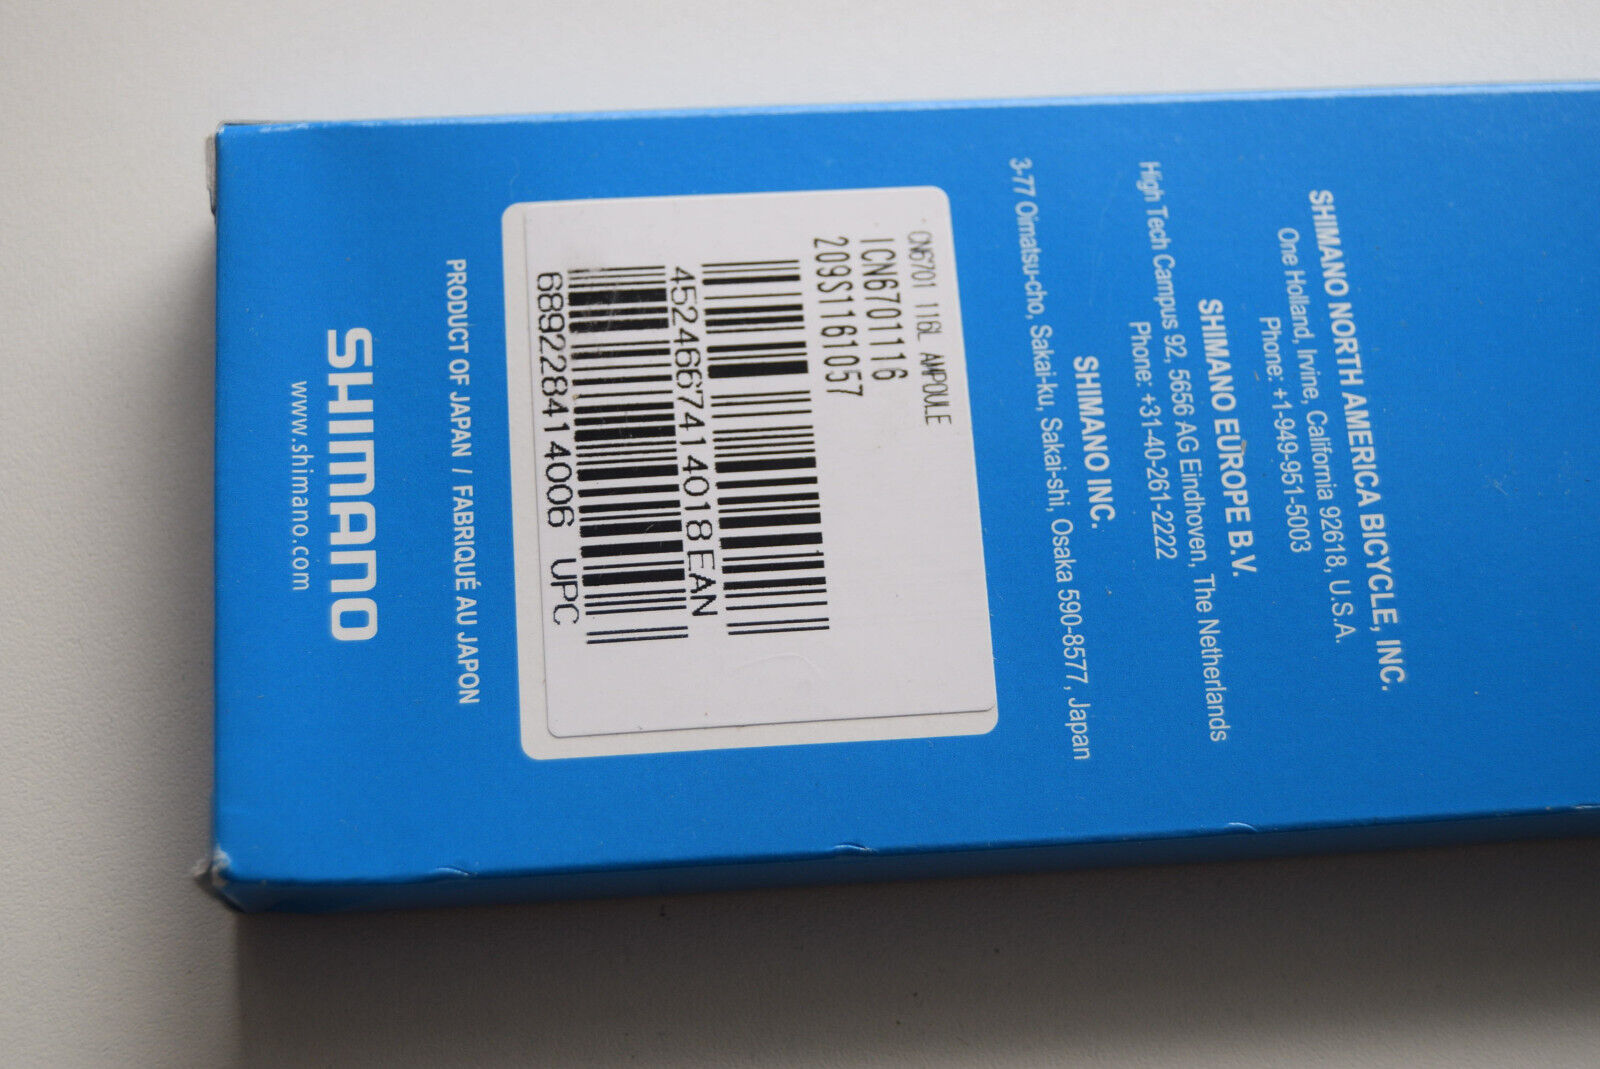 SHIMANO NORTH AMERICA BICYCLE, INC.
One Holland, Irvine, California 92618, U.S.A.
Phone: +1-949-951-5003
SHIMANO EUROPE B.V.
High Tech Campus 92, 5656 AG Eindhoven, The Netherlands
Phone: +31-40-261-2222
SHIMANO INC.
3-77 Oimatsu-cho, Sakai-ku, Sakai-shi, Osaka 590-8577, Japan
CN6701 116L AMPOULE
ICN6701116
209S1161057
4524667414018 EAN
689228414006 UPC
PRODUCT OF JAPAN / FABRIQUÉ AU JAPON
SHIMANO
www.shimano.com